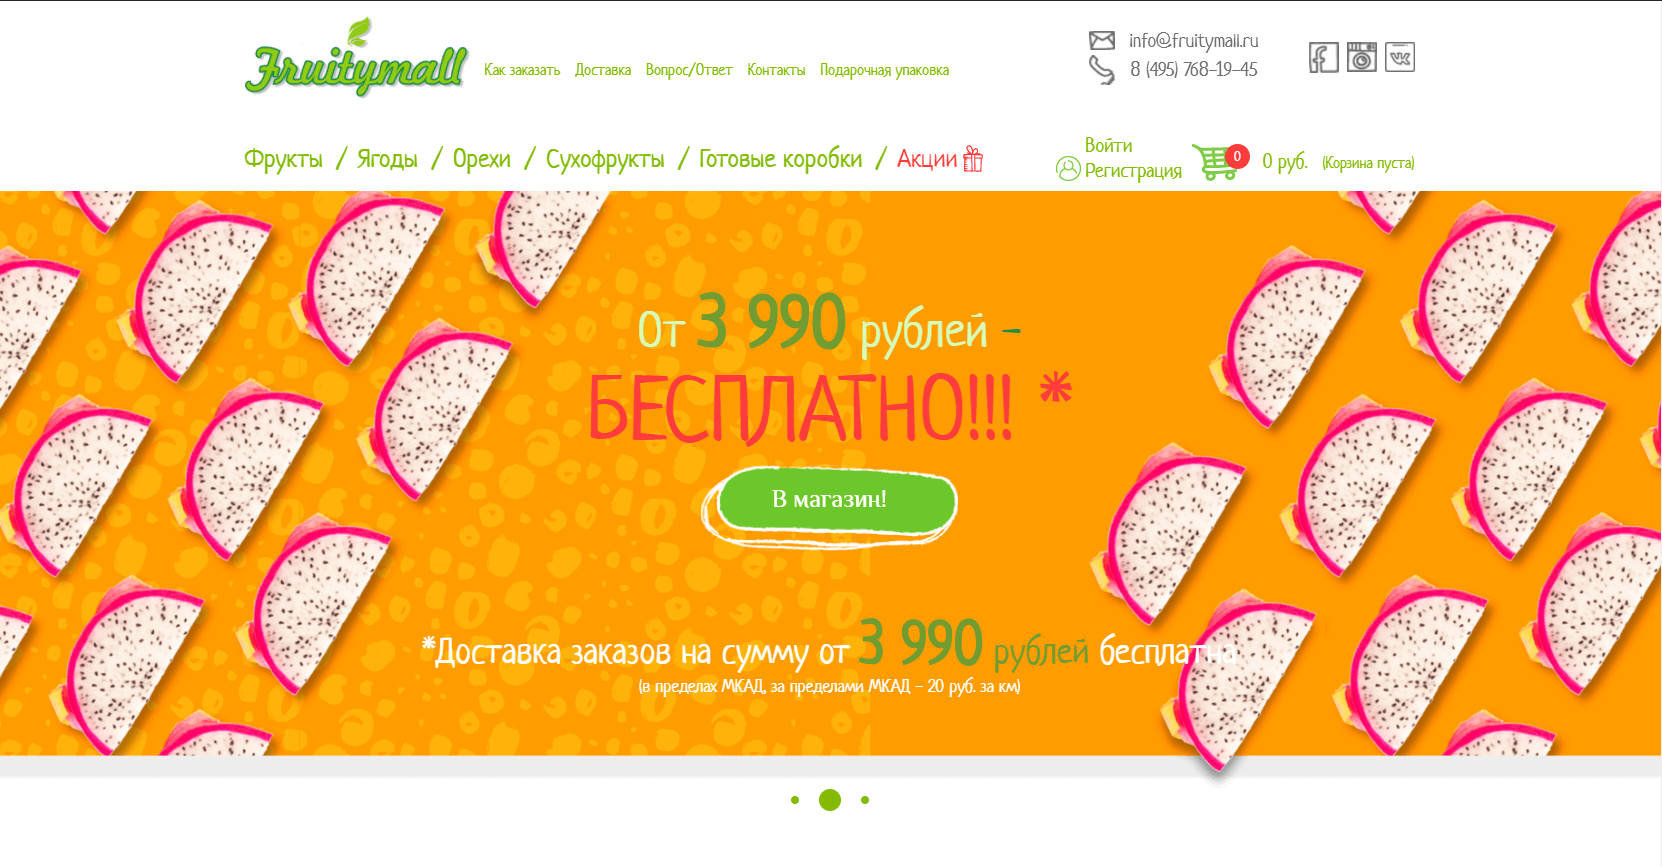 Fruitymall
Как заказать Доставка Вопрос/Ответ Контакты Подарочная упаковка
info@fruitymall.ru
8 (495) 768-19-45
Фрукты / Ягоды / Орехи / Сухофрукты / Готовые коробки / Акции
Войти
Регистрация
0
0 руб. (Корзина пуста)
От 3 990 рублей -
БЕСПЛАТНО!!! *
В магазин!
*Доставка заказов на сумму от 3 990 рублей бесплатна
(в пределах МКАД, за пределами МКАД - 20 руб. за км)